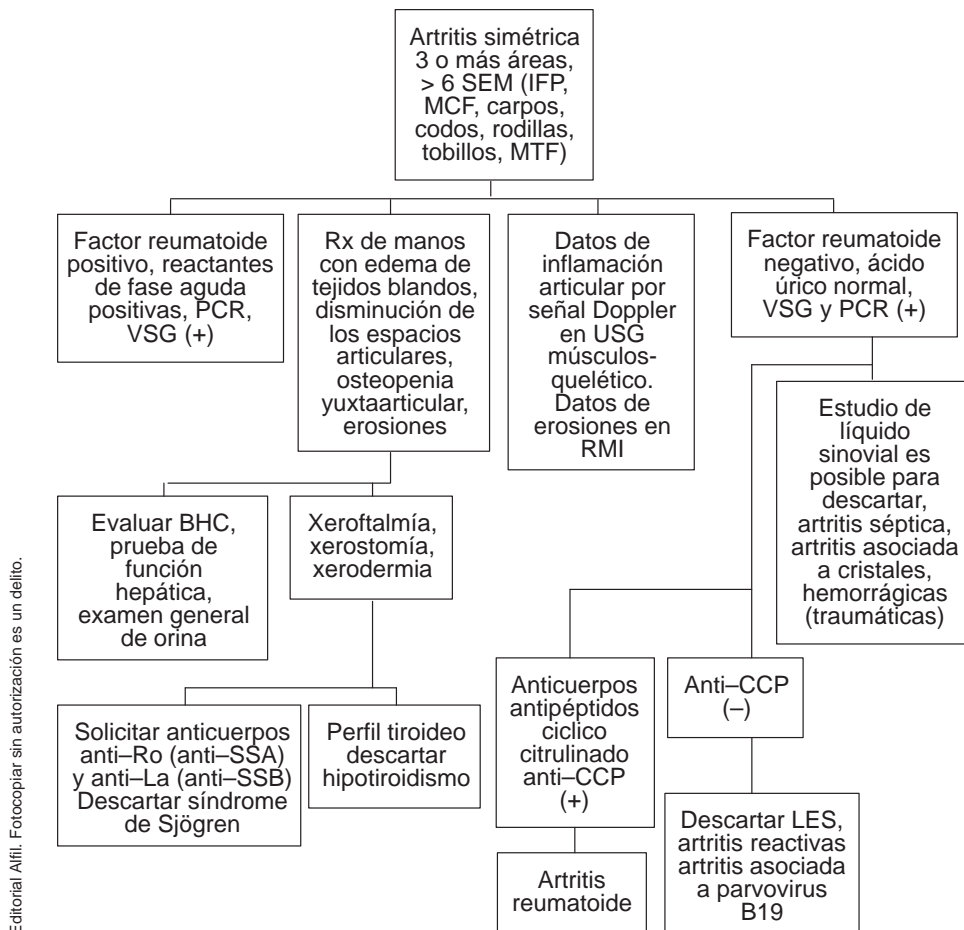 Artritis simétrica
3 o más áreas,
> 6 SEM (IFP,
MCF, carpos,
codos, rodillas,
tobillos, MTF)
Factor reumatoide
positivo, reactantes
de fase aguda
positivas, PCR,
VSG (+)
Rx de manos
con edema de
tejidos blandos,
disminución de
los espacios
articulares,
osteopenia
yuxtaarticular,
erosiones
Datos de
inflamación
articular por
señal Doppler
en USG
músculos-
quelético.
Datos de
erosiones en
RMI
Factor reumatoide
negativo, ácido
úrico normal,
VSG y PCR (+)
Estudio de
líquido
sinovial es
posible para
descartar,
artritis séptica,
artritis asociada
a cristales,
hemorrágicas
(traumáticas)
Evaluar BHC,
prueba de
función
hepática,
examen general
de orina
Xeroftalmía,
xerostomía,
xerodermia
Solicitar anticuerpos
anti–Ro (anti–SSA)
y anti–La (anti–SSB)
Descartar síndrome
de Sjögren
Perfil tiroideo
descartar
hipotiroidismo
Anticuerpos
antipéptidos
ciclico
citrulinado
anti–CCP
(+)
Anti–CCP
(–)
Artritis
reumatoide
Descartar LES,
artritis reactivas
artritis asociada
a parvovirus
B19
Editorial Alfil. Fotocopiar sin autorización es un delito.